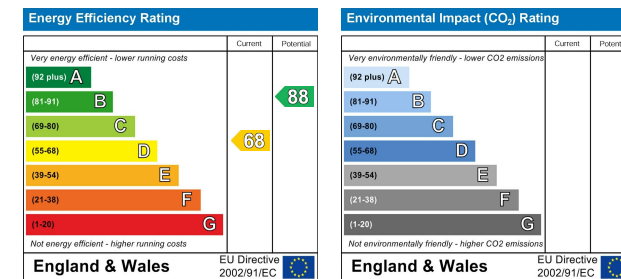 Energy Efficiency Rating
Current Potential
Very energy efficient - lower running costs
(92 plus) A
(81-91) B
88
(69-80) C
68
(55-68) D
(39-54) E
(21-38) F
(1-20) G
Not energy efficient - higher running costs
England & Wales
EU Directive
2002/91/EC
Environmental Impact (CO2) Rating
Current Potent
Very environmentally friendly - lower CO2 emissions
(92 plus) A
(81-91) B
(69-80) C
(55-68) D
(39-54) E
(21-38) F
(1-20) G
Not environmentally friendly - higher CO2 emissions
England & Wales
EU Directive
2002/91/EC